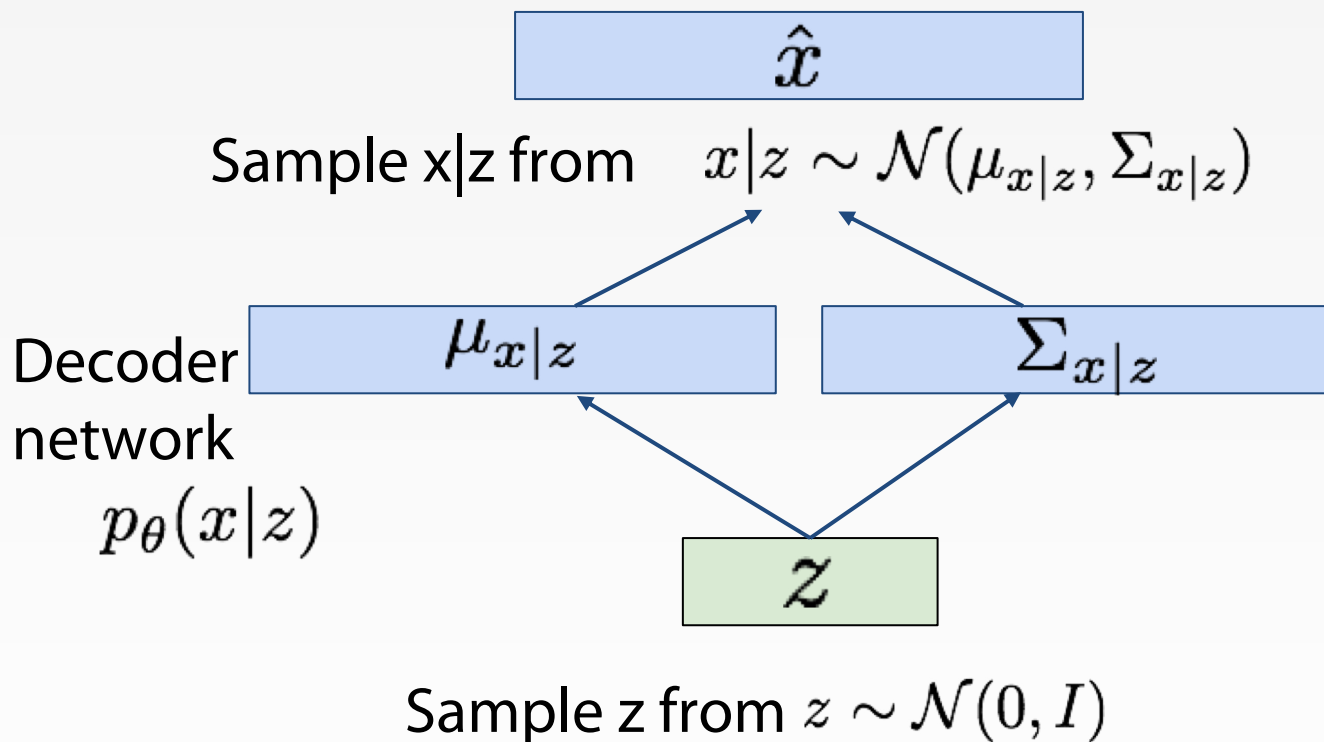 x̂
Sample x|z from x|z ∼ 𝒩(μ_{x|z}, Σ_{x|z})
μ_{x|z} Σ_{x|z}
Decoder
network
p_θ(x|z)
z
Sample z from z ∼ 𝒩(0, I)